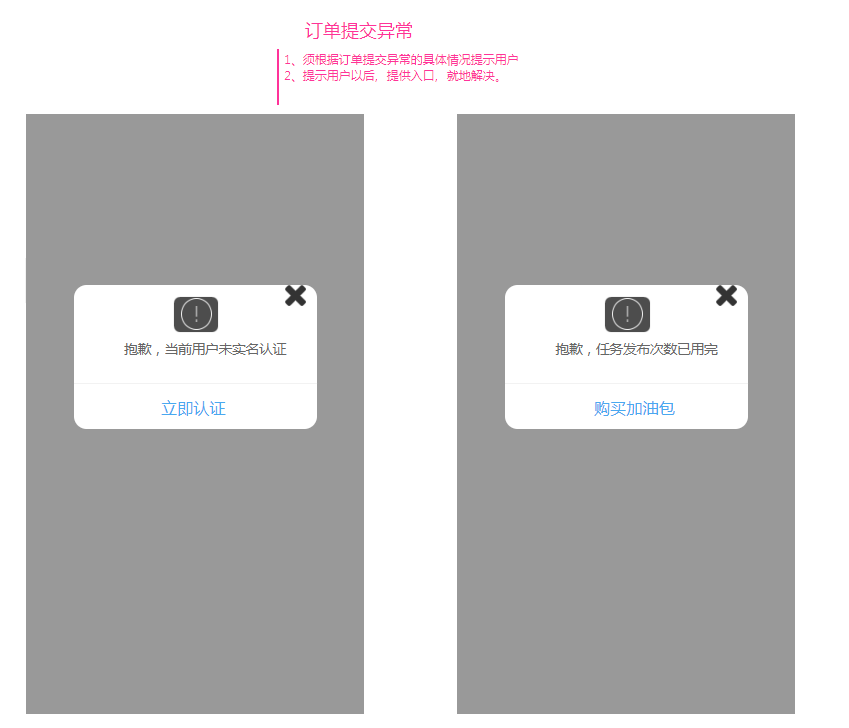 订单提交异常
1、须根据订单提交异常的具体情况提示用户
2、提示用户以后，提供入口，就地解决。
抱歉，当前用户未实名认证
立即认证
抱歉，任务发布次数已用完
购买加油包